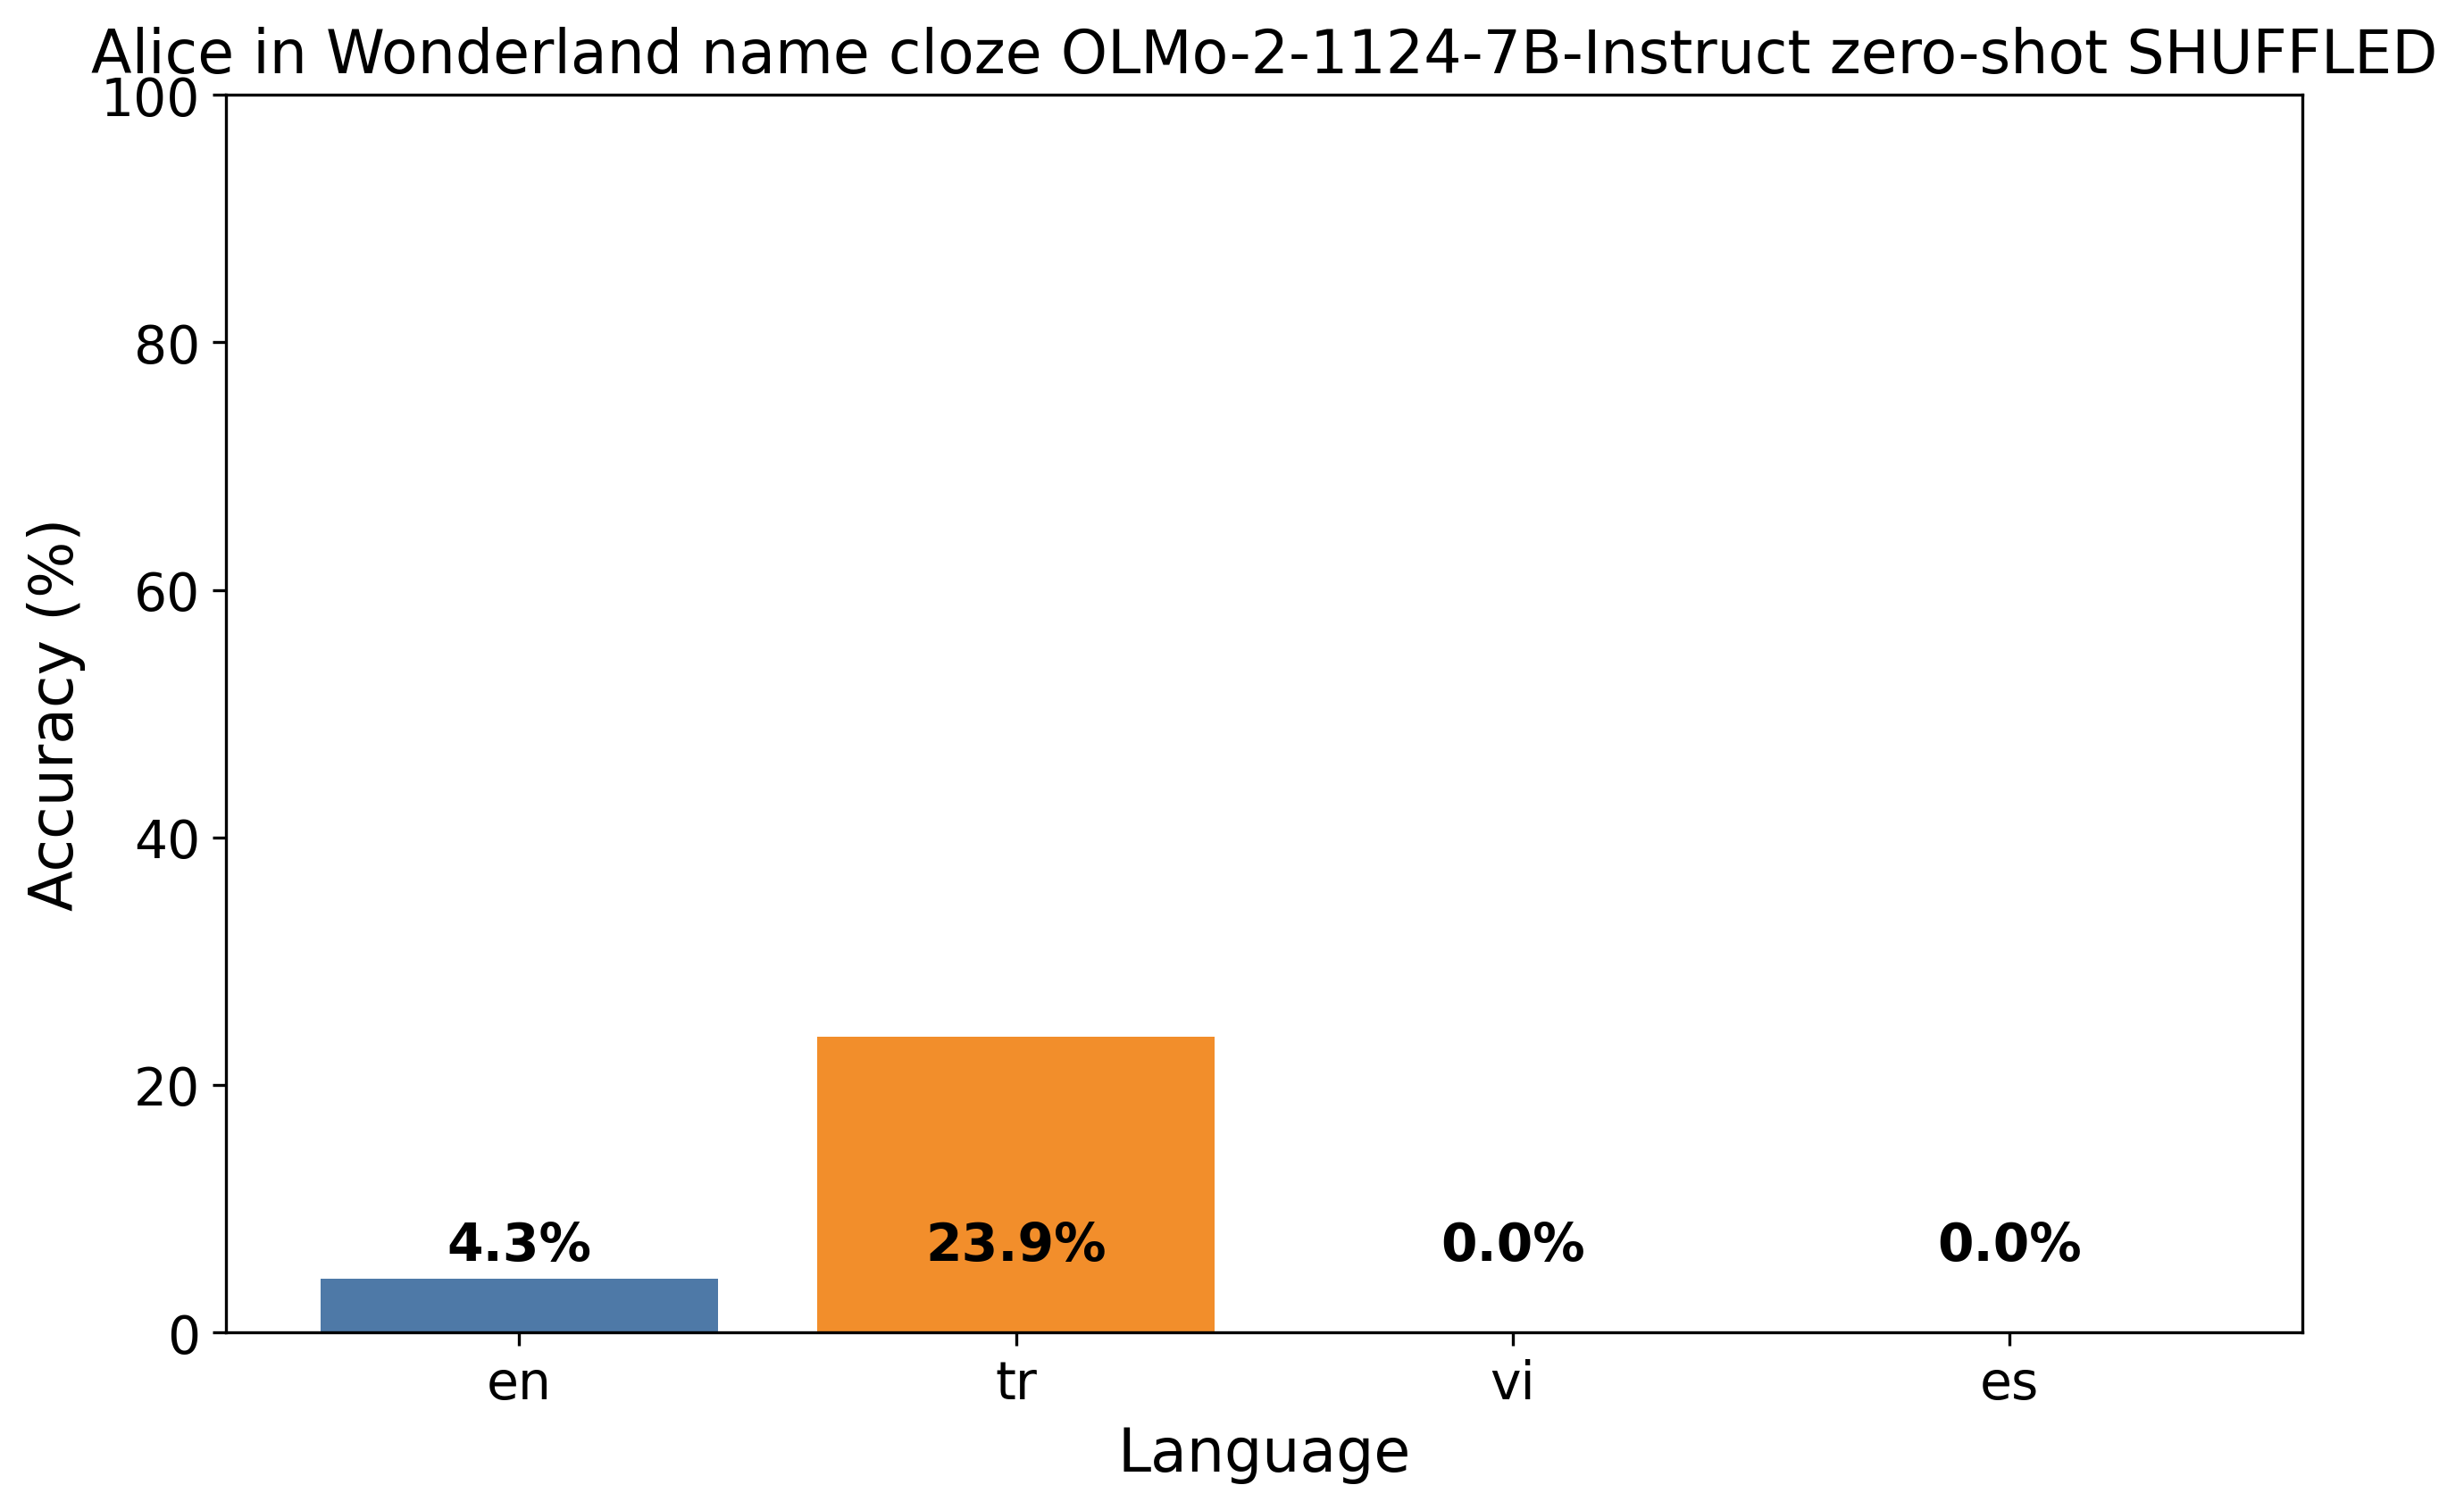 Alice in Wonderland name cloze OLMo-2-1124-7B-Instruct zero-shot SHUFFLED
100
80
60
40
20
0
Accuracy (%)
4.3%
23.9%
0.0%
0.0%
en
tr
vi
es
Language